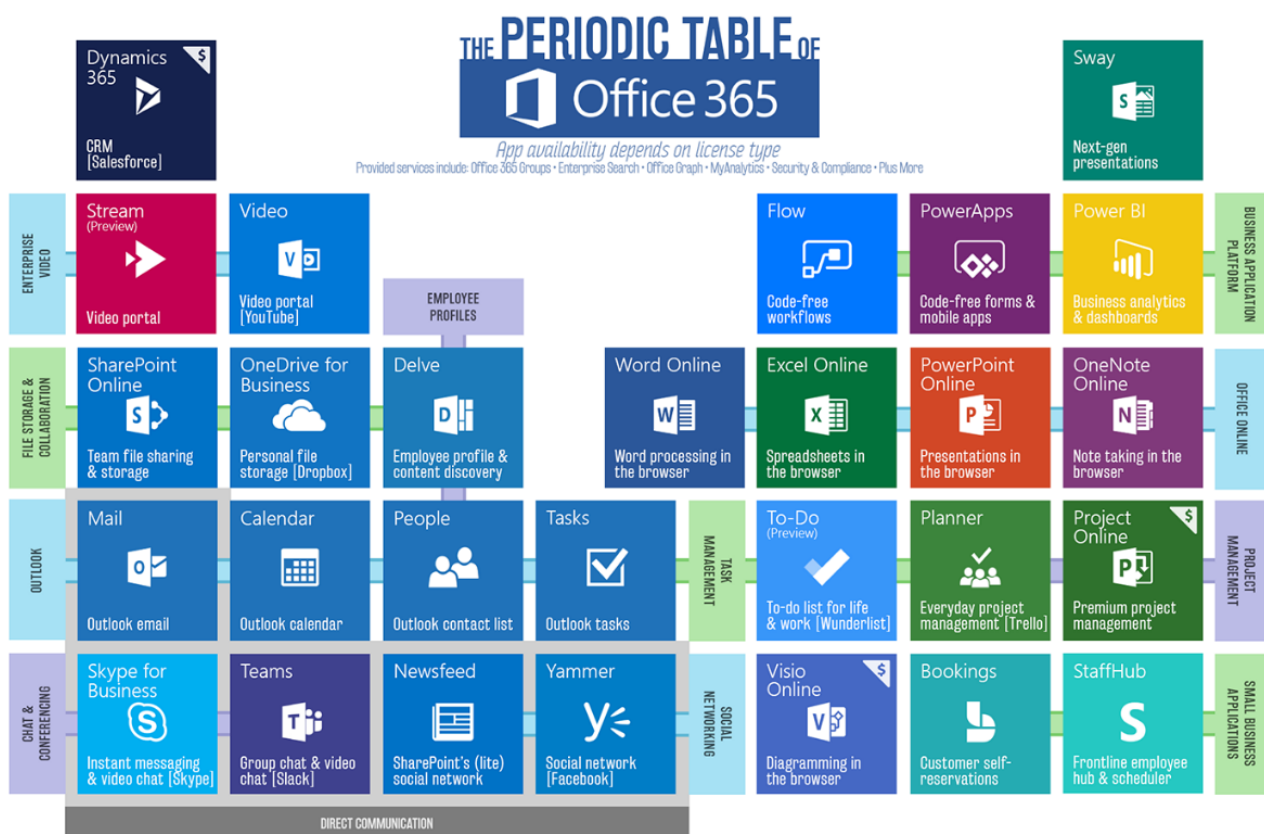 THE PERIODIC TABLE OF
Office 365
App availability depends on license type
Provided services include: Office 365 Groups • Enterprise Search • Office Graph • MyAnalytics • Security & Compliance • Plus More
Dynamics
365
$
CRM
[Salesforce]
Sway
S
Next-gen
presentations
ENTERPRISE
VIDEO
Stream
(Preview)
Video portal
Video
V
Video portal
[YouTube]
Flow
Code-free
workflows
PowerApps
Code-free forms &
mobile apps
Power BI
Business analytics
& dashboards
BUSINESS APPLICATION
PLATFORM
EMPLOYEE
PROFILES
FILE STORAGE &
COLLABORATION
SharePoint
Online
S
Team file sharing
& storage
OneDrive for
Business
Personal file
storage [Dropbox]
Delve
D
Employee profile &
content discovery
Word Online
W
Word processing in
the browser
Excel Online
X
Spreadsheets in
the browser
PowerPoint
Online
P
Presentations in
the browser
OneNote
Online
N
Note taking in the
browser
OFFICE ONLINE
OUTLOOK
Mail
O
Outlook email
Calendar
Outlook calendar
People
Outlook contact list
Tasks
Outlook tasks
TASK
MANAGEMENT
To-Do
(Preview)
To-do list for life
& work [Wunderlist]
Planner
Everyday project
management [Trello]
Project
Online
$
P
Premium project
management
PROJECT
MANAGEMENT
CHAT &
CONFERENCING
Skype for
Business
S
Instant messaging
& video chat [Skype]
Teams
T
Group chat & video
chat [Slack]
Newsfeed
SharePoint's (lite)
social network
Yammer
y
Social network
[Facebook]
SOCIAL
NETWORKING
Visio
Online
$
V
Diagramming in
the browser
Bookings
b
Customer self-
reservations
StaffHub
S
Frontline employee
hub & scheduler
SMALL BUSINESS
APPLICATIONS
DIRECT COMMUNICATION